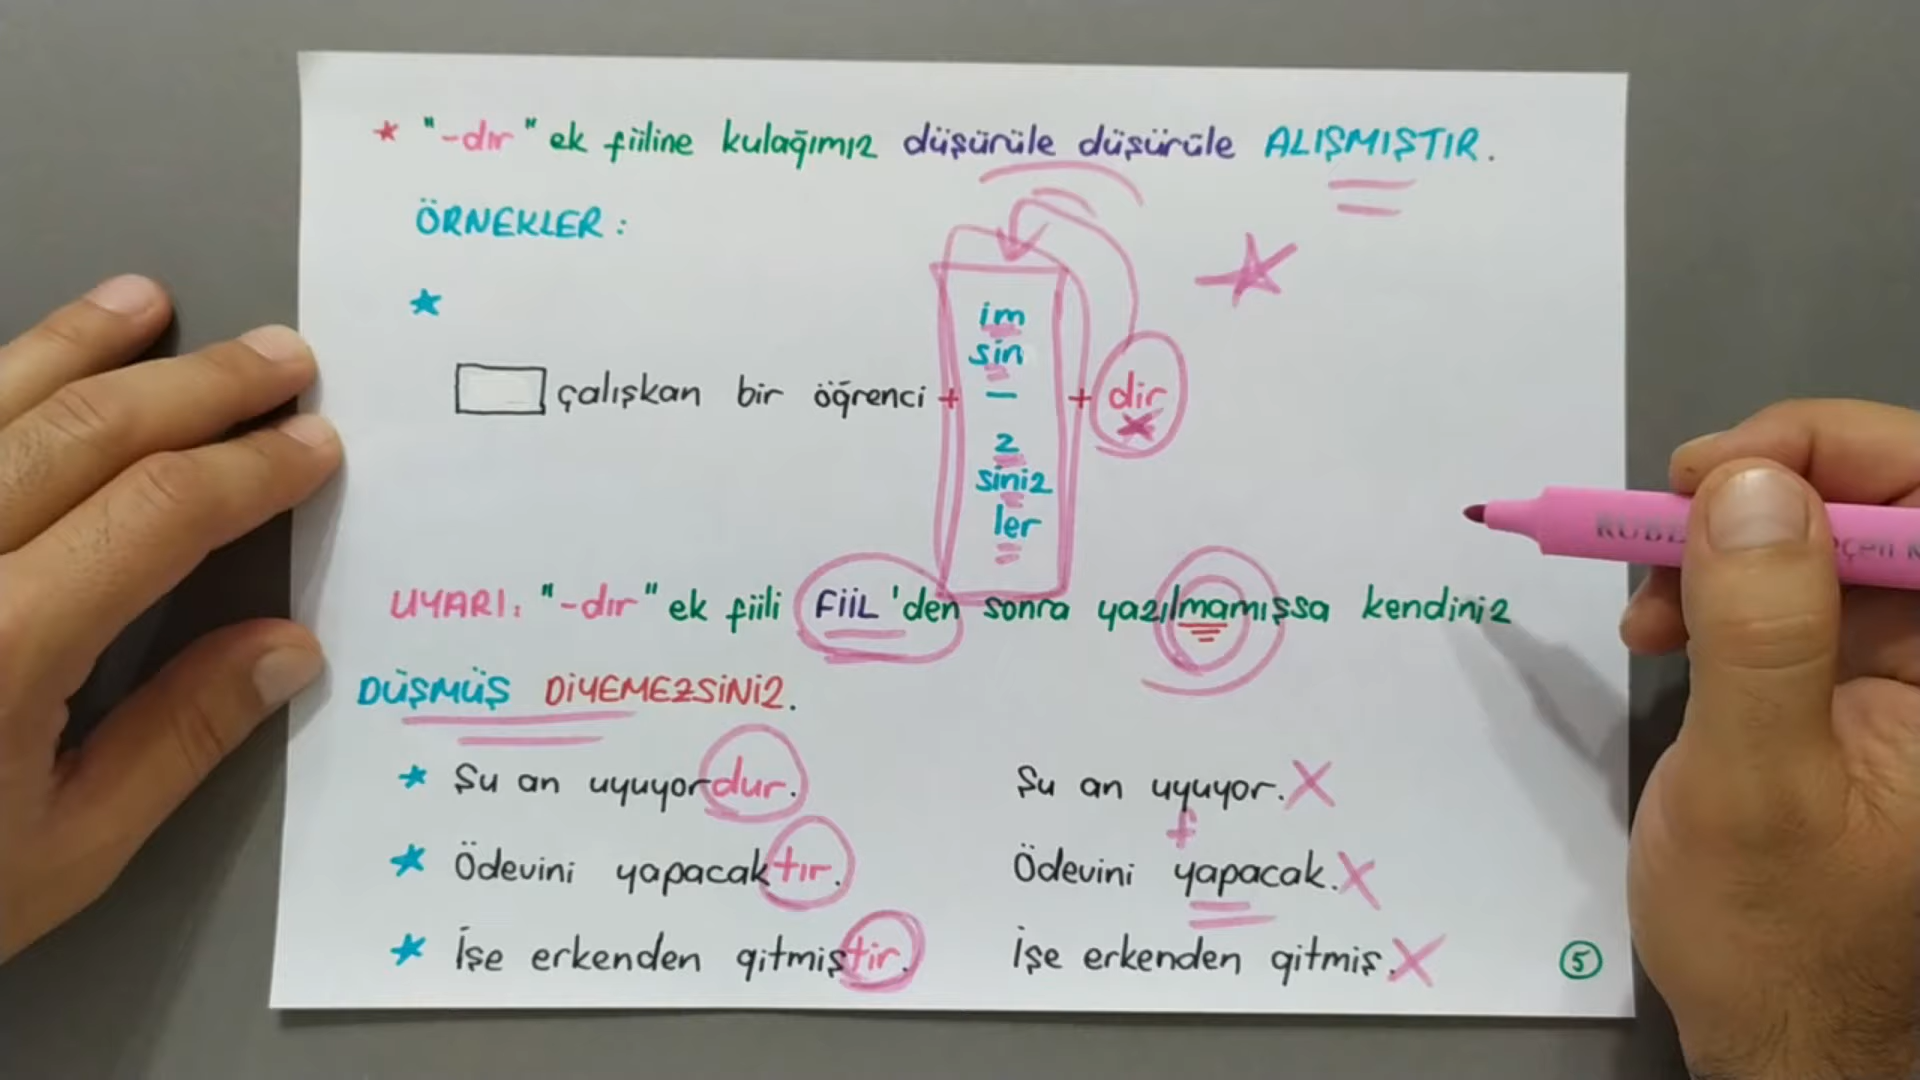 * "-dır" ek fiiline kulağımız düşürüle düşürüle ALIŞMIŞTIR.
ÖRNEKLER:
im
sin
çalışkan bir öğrenci + — + dir
z
siniz
ler
UYARI: "-dır" ek fiili FİİL'den sonra yazılmamışsa kendiniz
DÜŞMÜŞ DİYEMEZSİNİZ.
* Şu an uyuyordur. Şu an uyuyor. X
f
* Ödevini yapacaktır. Ödevini yapacak. X
* İşe erkenden gitmiştir. İşe erkenden gitmiş. X
5